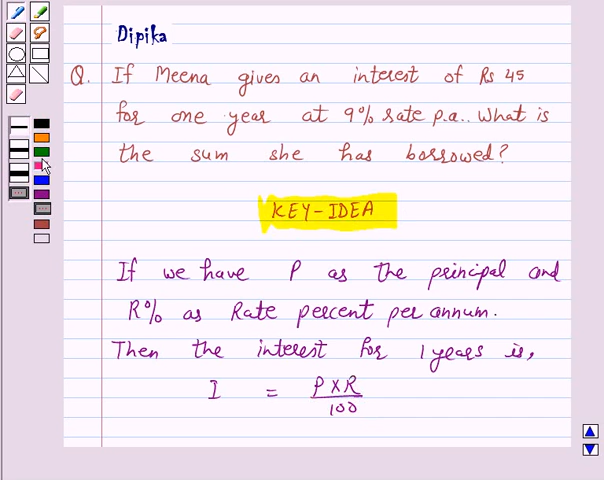 Dipika
Q. If Meena gives an interest of Rs 45
for one year at 9% rate p.a.. What is
the sum she has borrowed?
KEY-IDEA
If we have P as the principal and
R% as Rate percent per annum.
Then the interest for 1 years is,
I = P X R
100